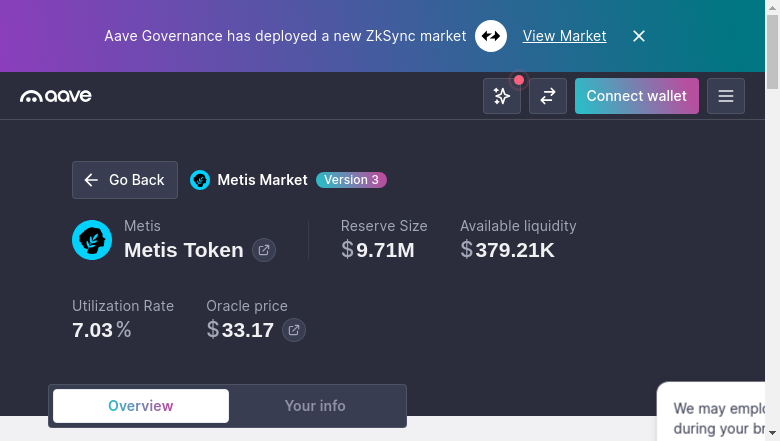 Aave Governance has deployed a new ZkSync market View Market
aave
Connect wallet
Go Back
Metis Market
Version 3
Metis
Metis Token
Reserve Size
$9.71M
Available liquidity
$379.21K
Utilization Rate
7.03%
Oracle price
$33.17
Overview
Your info
We may emplo
during your br